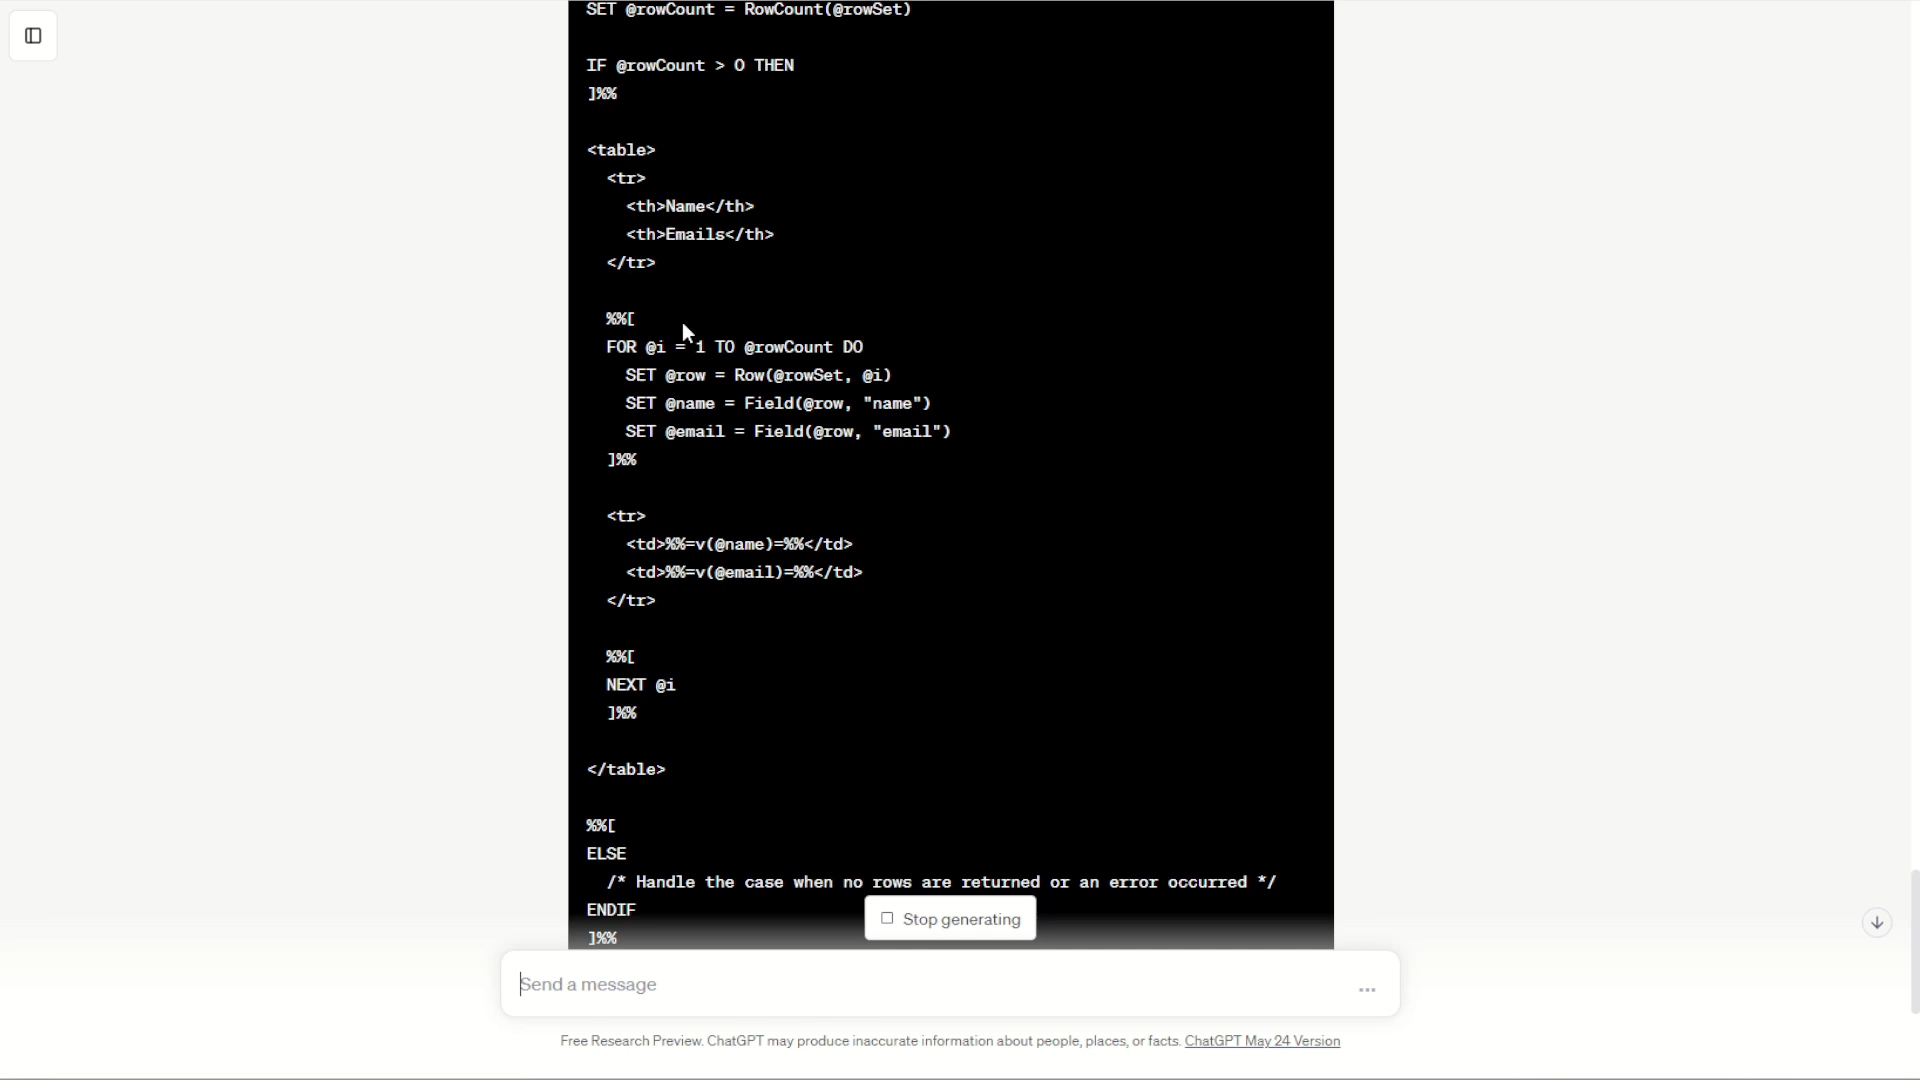 SET @rowCount = RowCount(@rowSet)
IF @rowCount > 0 THEN
]%%
<table>
<tr>
<th>Name</th>
<th>Emails</th>
</tr>
%%[
FOR @i = 1 TO @rowCount DO
SET @row = Row(@rowSet, @i)
SET @name = Field(@row, "name")
SET @email = Field(@row, "email")
]%%
<tr>
<td>%%=v(@name)=%%</td>
<td>%%=v(@email)=%%</td>
</tr>
%%[
NEXT @i
]%%
</table>
%%[
ELSE
/* Handle the case when no rows are returned or an error occurred */
ENDIF
]%%
Stop generating
Send a message
Free Research Preview. ChatGPT may produce inaccurate information about people, places, or facts. ChatGPT May 24 Version